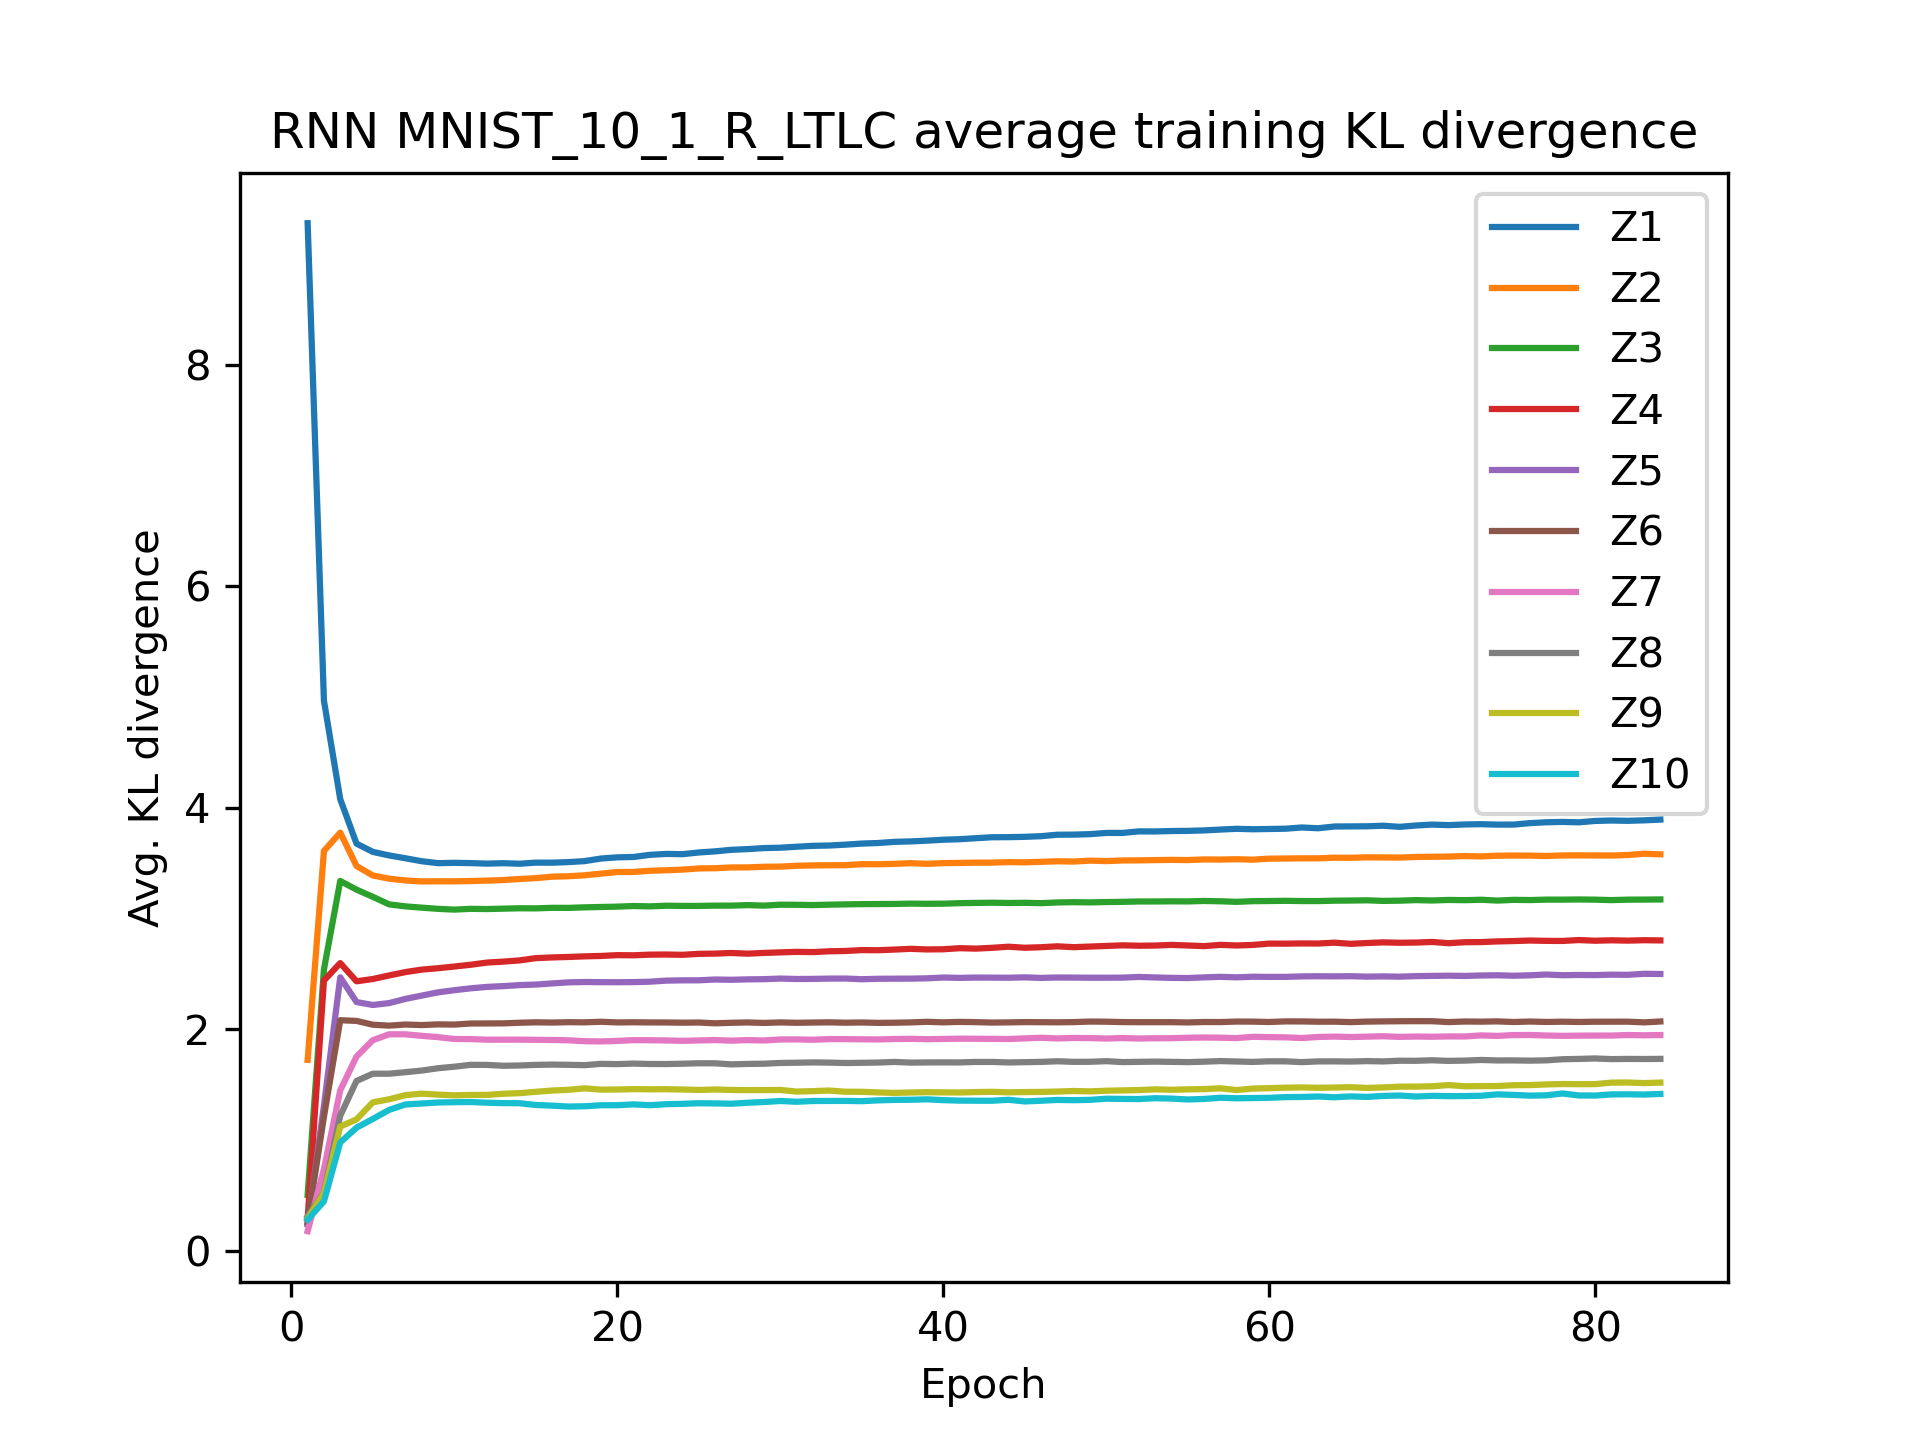 RNN MNIST_10_1_R_LTLC average training KL divergence
Z1
Z2
Z3
Z4
Z5
Z6
Z7
Z8
Z9
Z10
Avg. KL divergence
8
6
4
2
0
0 20 40 60 80
Epoch